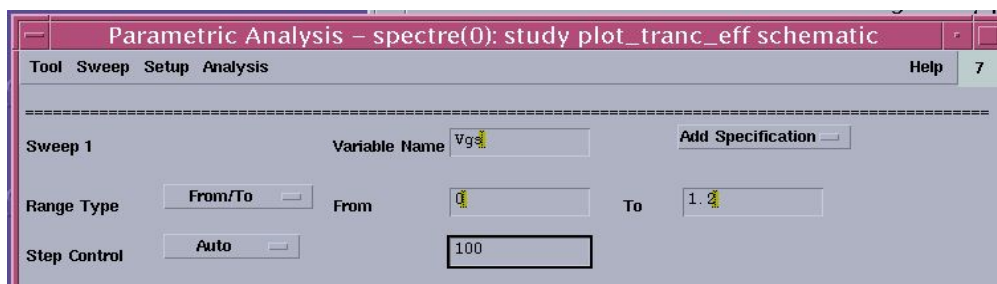 Parametric Analysis – spectre(0): study plot_tranc_eff schematic
Tool Sweep Setup Analysis Help 7
Sweep 1 Variable Name Vgs Add Specification
Range Type From/To From 0 To 1.2
Step Control Auto 100